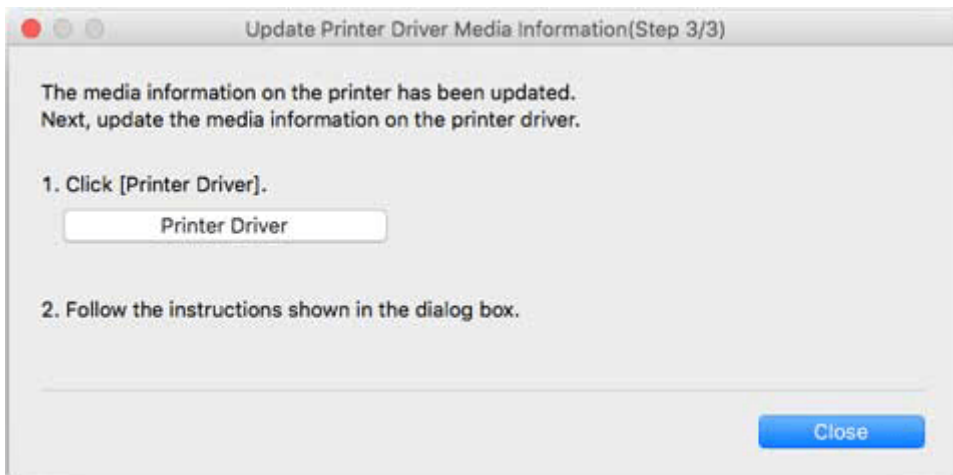 Update Printer Driver Media Information(Step 3/3)
The media information on the printer has been updated.
Next, update the media information on the printer driver.
1. Click [Printer Driver].
Printer Driver
2. Follow the instructions shown in the dialog box.
Close